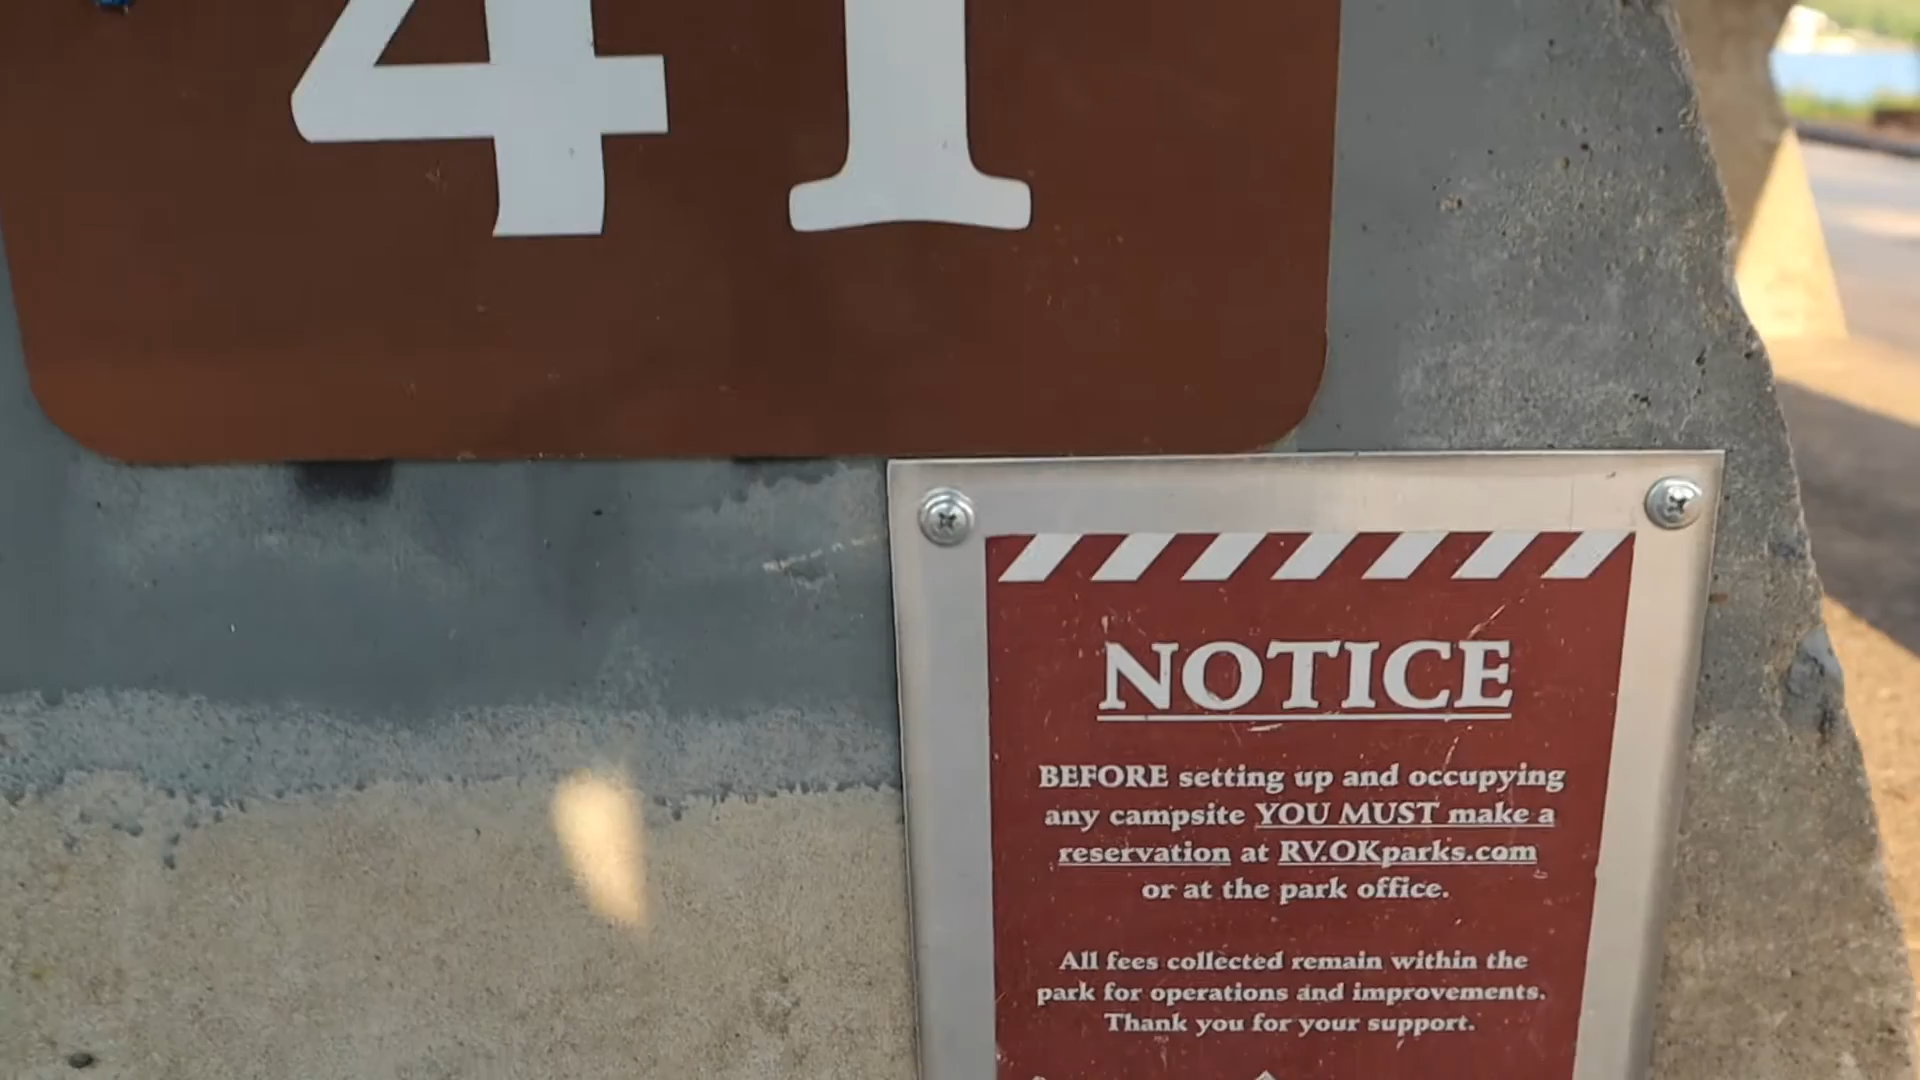 41
NOTICE
BEFORE setting up and occupying
any campsite YOU MUST make a
reservation at RV.OKparks.com
or at the park office.
All fees collected remain within the
park for operations and improvements.
Thank you for your support.